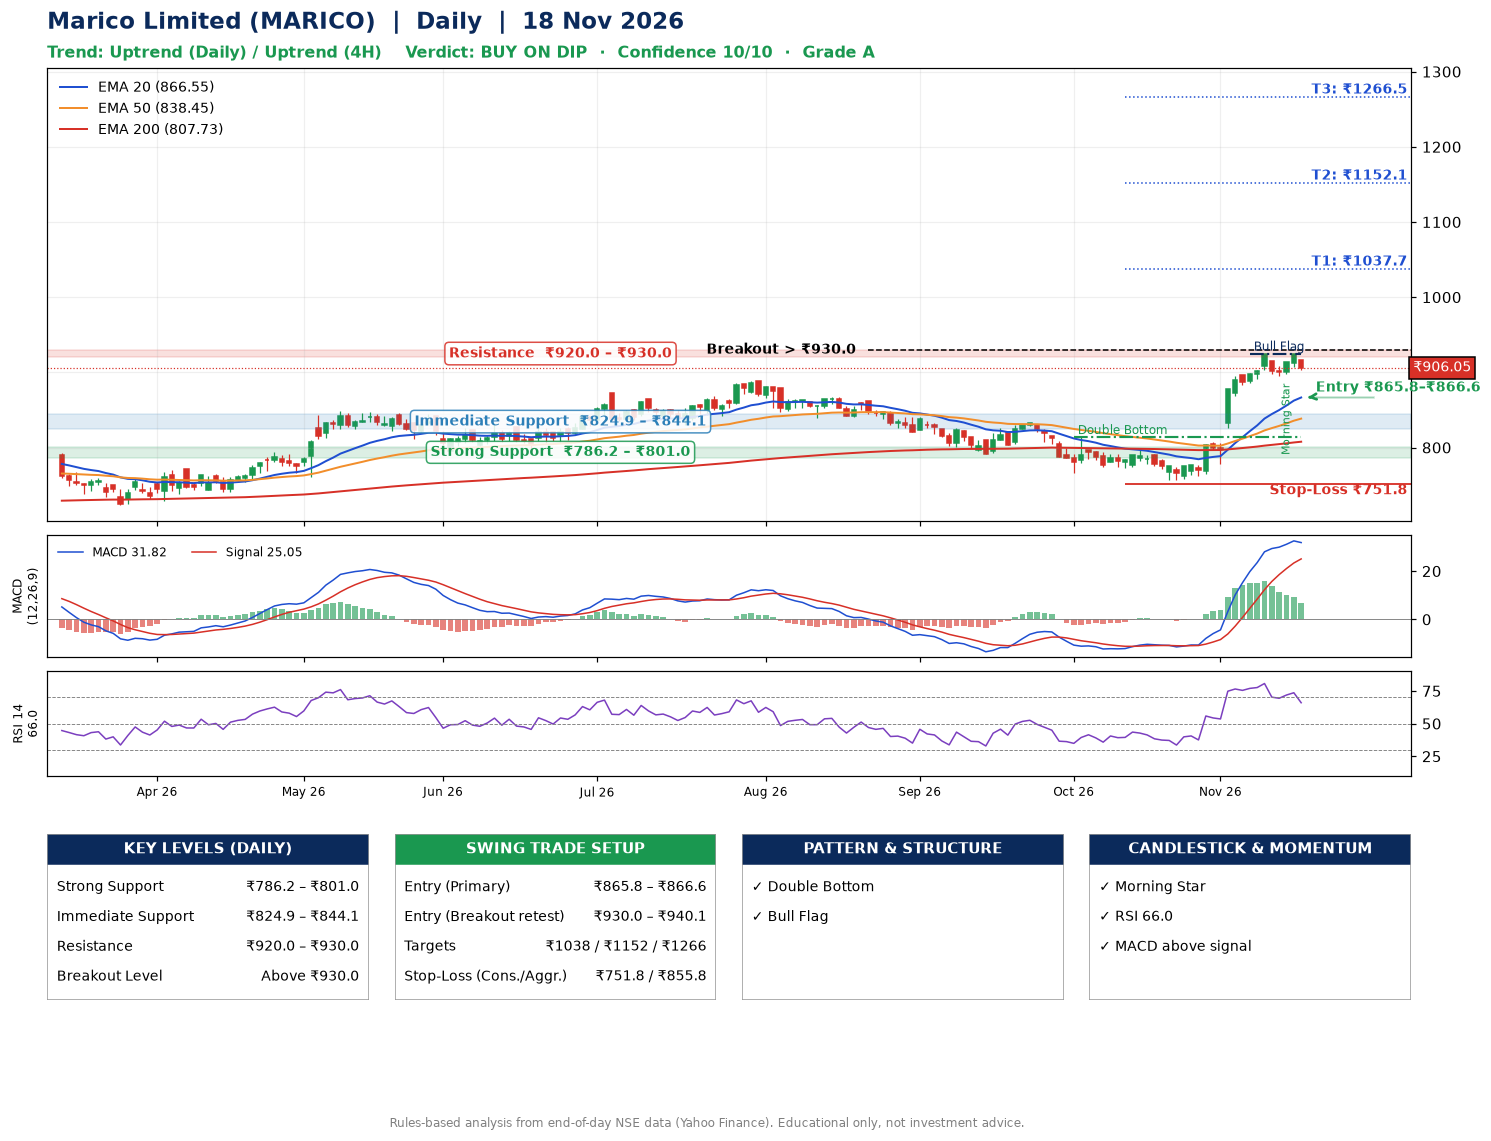 Marico Limited (MARICO) | Daily | 18 Nov 2026
Trend: Uptrend (Daily) / Uptrend (4H) Verdict: BUY ON DIP · Confidence 10/10 · Grade A
EMA 20 (866.55)
EMA 50 (838.45)
EMA 200 (807.73)
1300
T3: ₹1266.5
1200
T2: ₹1152.1
1100
T1: ₹1037.7
1000
Resistance ₹920.0 – ₹930.0
Breakout > ₹930.0
Bull Flag
₹906.05
Entry ₹865.8–₹866.6
Immediate Support ₹824.9 – ₹844.1
Double Bottom
Morning Star
Strong Support ₹786.2 – ₹801.0
800
Stop-Loss ₹751.8
MACD 31.82 Signal 25.05
MACD
(12,26,9)
20
0
RSI 14
66.0
75
50
25
Apr 26 May 26 Jun 26 Jul 26 Aug 26 Sep 26 Oct 26 Nov 26
KEY LEVELS (DAILY)
Strong Support ₹786.2 – ₹801.0
Immediate Support ₹824.9 – ₹844.1
Resistance ₹920.0 – ₹930.0
Breakout Level Above ₹930.0
SWING TRADE SETUP
Entry (Primary) ₹865.8 – ₹866.6
Entry (Breakout retest) ₹930.0 – ₹940.1
Targets ₹1038 / ₹1152 / ₹1266
Stop-Loss (Cons./Aggr.) ₹751.8 / ₹855.8
PATTERN & STRUCTURE
✓ Double Bottom
✓ Bull Flag
CANDLESTICK & MOMENTUM
✓ Morning Star
✓ RSI 66.0
✓ MACD above signal
Rules-based analysis from end-of-day NSE data (Yahoo Finance). Educational only, not investment advice.